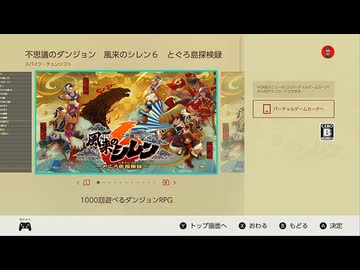 不思議のダンジョン 風来のシレン6 とぐろ島探検録
スパイク・チュンソフト
バーチャルゲームカードへ
CERO
B
風来のシレン6
とぐろ島探検録
L
R
1000回遊べるダンジョンRPG
Y トップ画面へ
X おわる
B もどる
A 決定